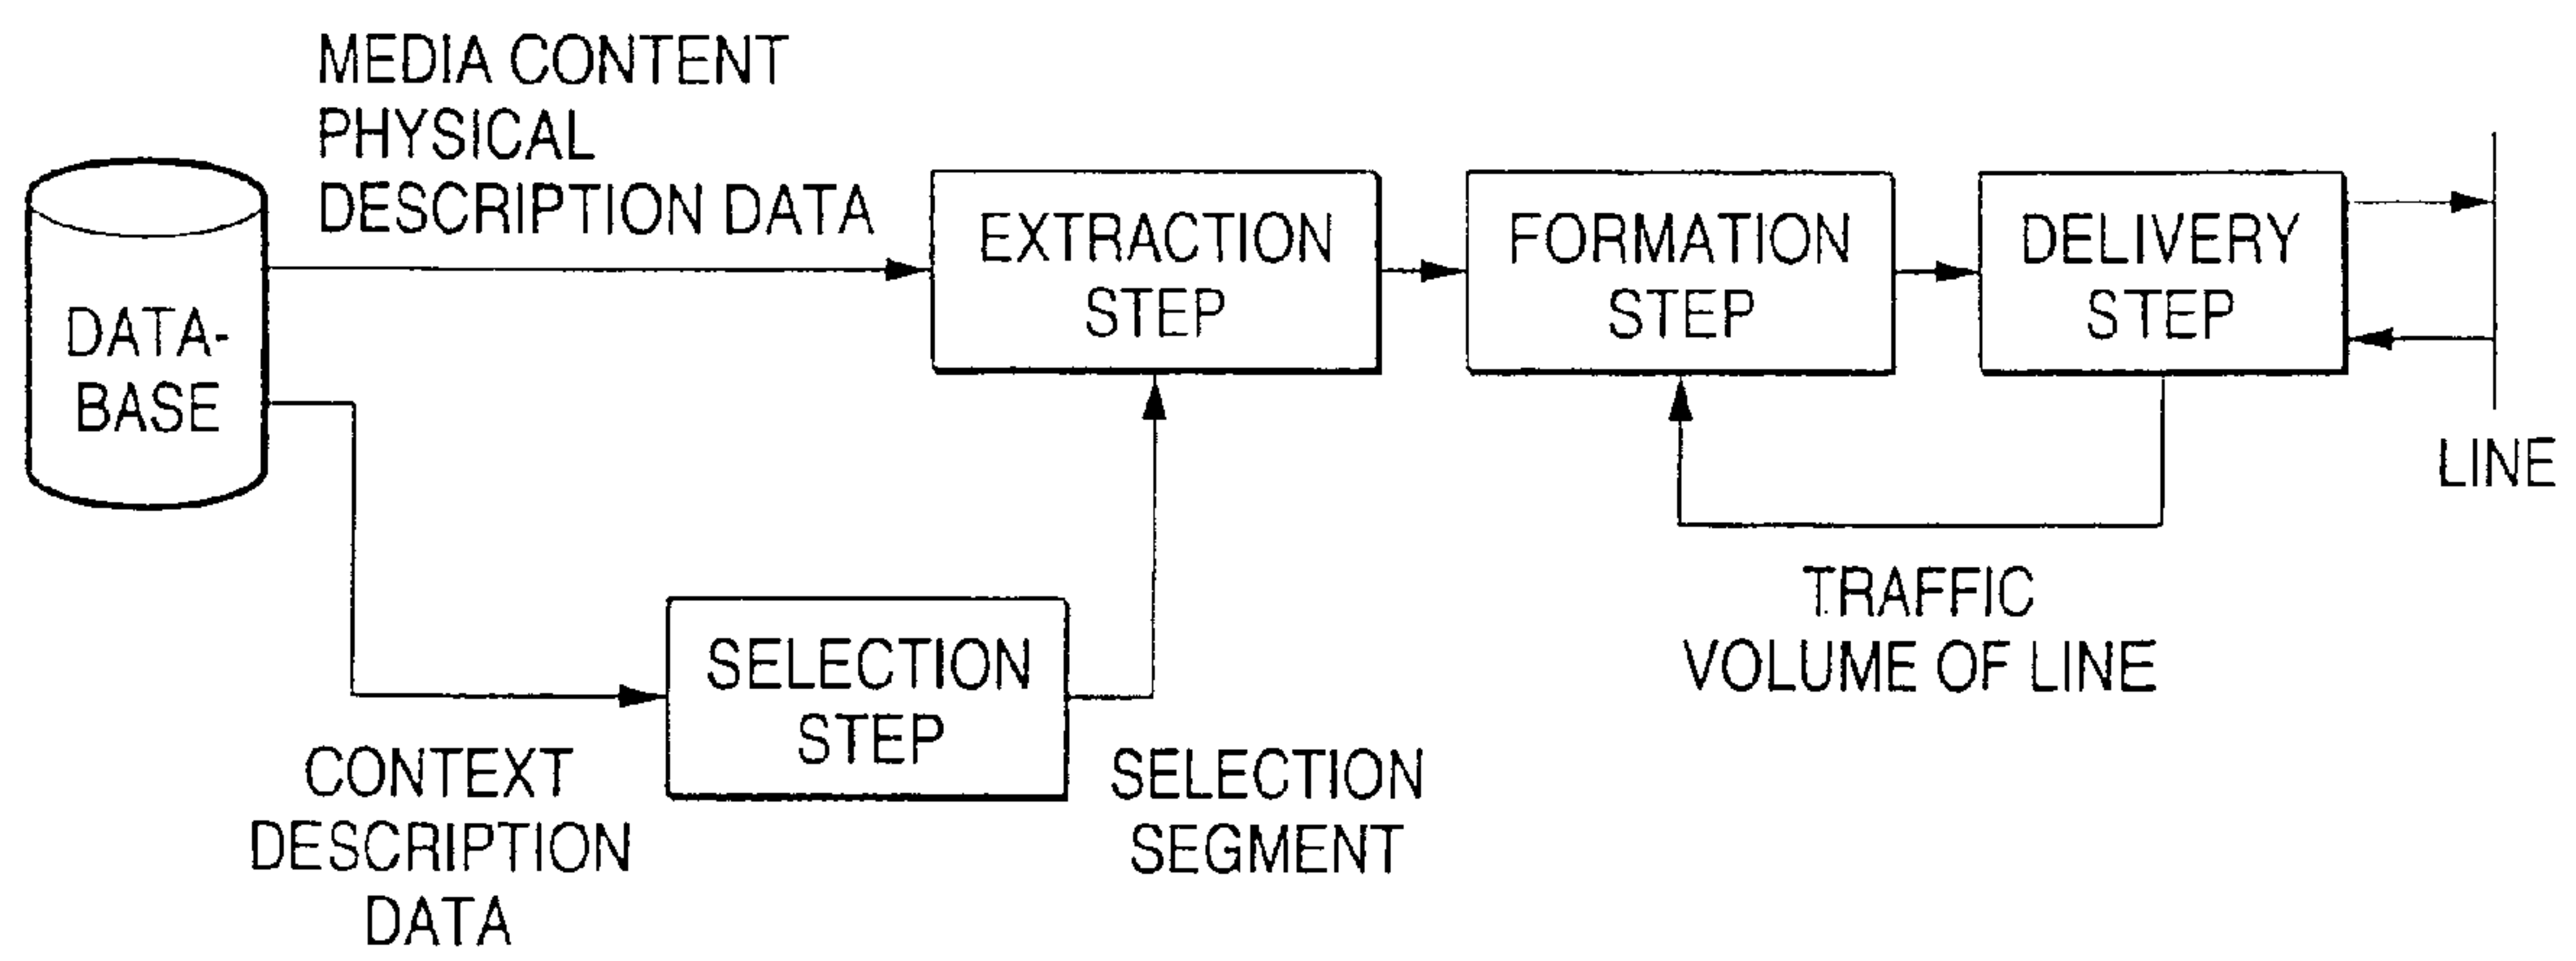 MEDIA CONTENT
PHYSICAL
DESCRIPTION DATA
DATA-
BASE
EXTRACTION
STEP
FORMATION
STEP
DELIVERY
STEP
LINE
TRAFFIC
VOLUME OF LINE
SELECTION
STEP
CONTEXT
DESCRIPTION
DATA
SELECTION
SEGMENT